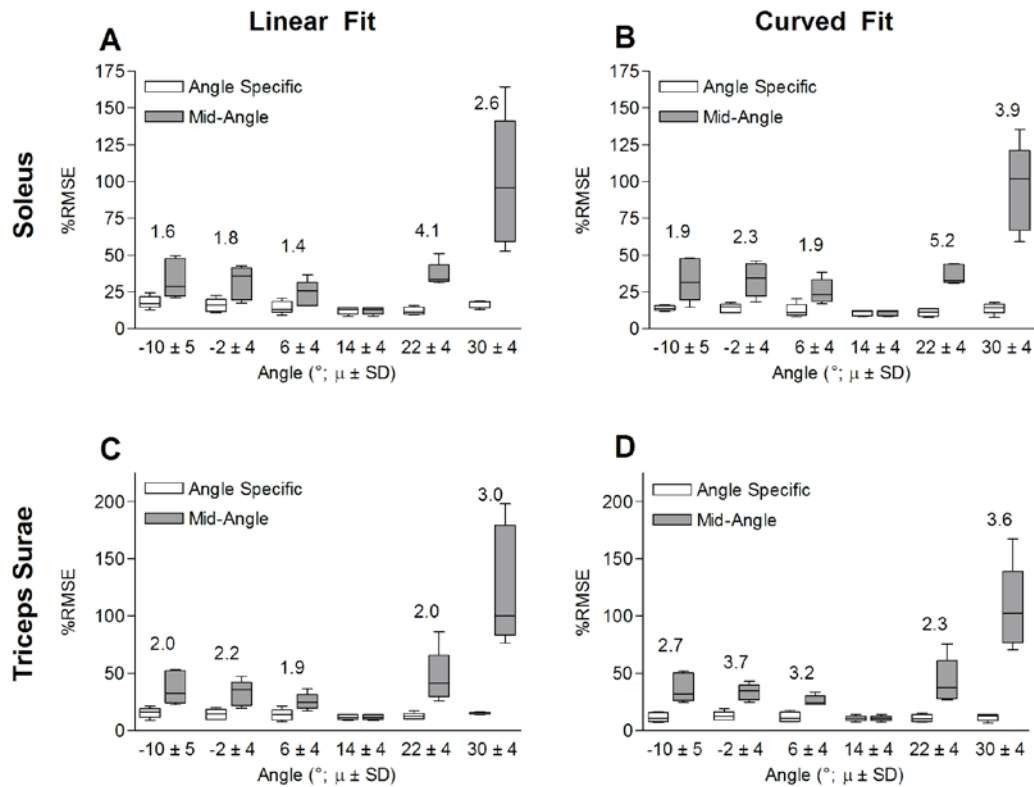 Linear Fit
Curved Fit
A
B
Soleus
%RMSE
175
150
125
100
75
50
25
0
Angle Specific
Mid-Angle
1.6
1.8
1.4
4.1
2.6
-10 ± 5 -2 ± 4 6 ± 4 14 ± 4 22 ± 4 30 ± 4
Angle (°; μ ± SD)
%RMSE
175
150
125
100
75
50
25
0
Angle Specific
Mid-Angle
1.9
2.3
1.9
5.2
3.9
-10 ± 5 -2 ± 4 6 ± 4 14 ± 4 22 ± 4 30 ± 4
Angle (°; μ ± SD)
C
D
Triceps Surae
%RMSE
200
150
100
50
0
Angle Specific
Mid-Angle
2.0
2.2
1.9
2.0
3.0
-10 ± 5 -2 ± 4 6 ± 4 14 ± 4 22 ± 4 30 ± 4
Angle (°; μ ± SD)
%RMSE
200
150
100
50
0
Angle Specific
Mid-Angle
2.7
3.7
3.2
2.3
3.6
-10 ± 5 -2 ± 4 6 ± 4 14 ± 4 22 ± 4 30 ± 4
Angle (°; μ ± SD)